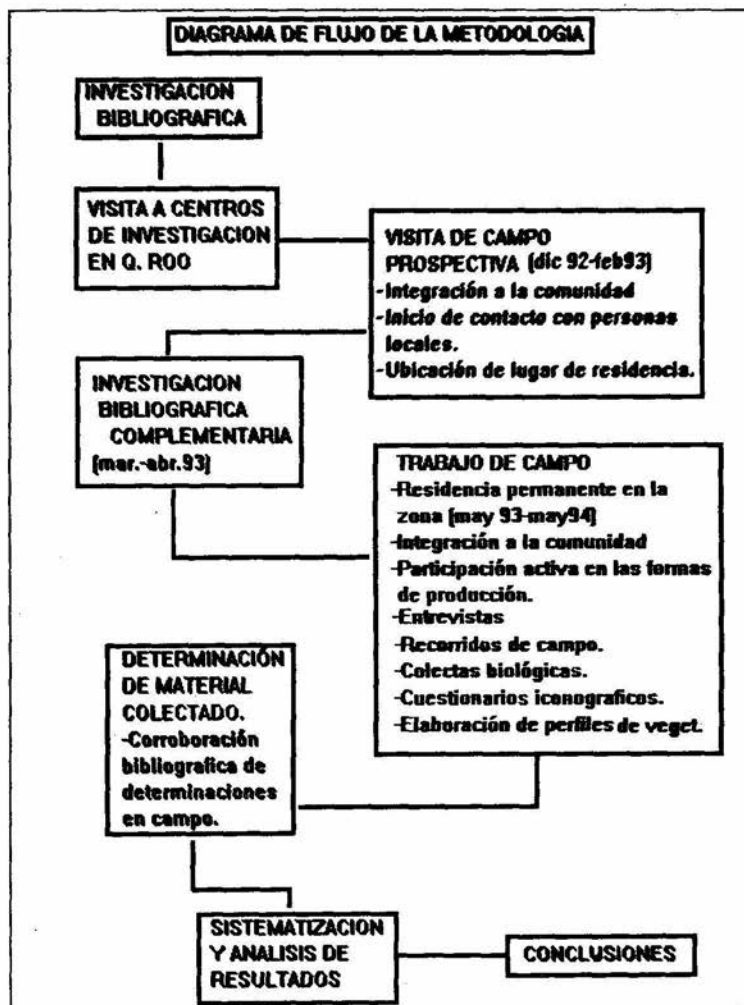 DIAGRAMA DE FLUJO DE LA METODOLOGIA
INVESTIGACION
BIBLIOGRAFICA
VISITA A CENTROS
DE INVESTIGACION
EN Q. ROO
VISITA DE CAMPO
PROSPECTIVA (dic 92-feb93)
-Integración a la comunidad
-Inicio de contacto con personas
locales.
-Ubicación de lugar de residencia.
INVESTIGACION
BIBLIOGRAFICA
COMPLEMENTARIA
(mar.-abr.93)
TRABAJO DE CAMPO
-Residencia permanente en la
zona (may 93-may94)
-Integración a la comunidad
-Participación activa en las formas
de producción.
-Entrevistas
-Recorridos de campo.
-Colectas biológicas.
-Cuestionarios iconograficos.
-Elaboración de perfiles de veget.
DETERMINACIÓN
DE MATERIAL
COLECTADO.
-Corroboración
bibliografica de
determinaciones
en campo.
SISTEMATIZACION
Y ANALISIS DE
RESULTADOS
CONCLUSIONES